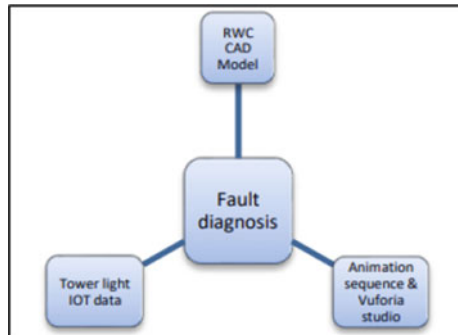 RWC
CAD
Model
Fault
diagnosis
Tower light
IOT data
Animation
sequence &
Vuforia
studio